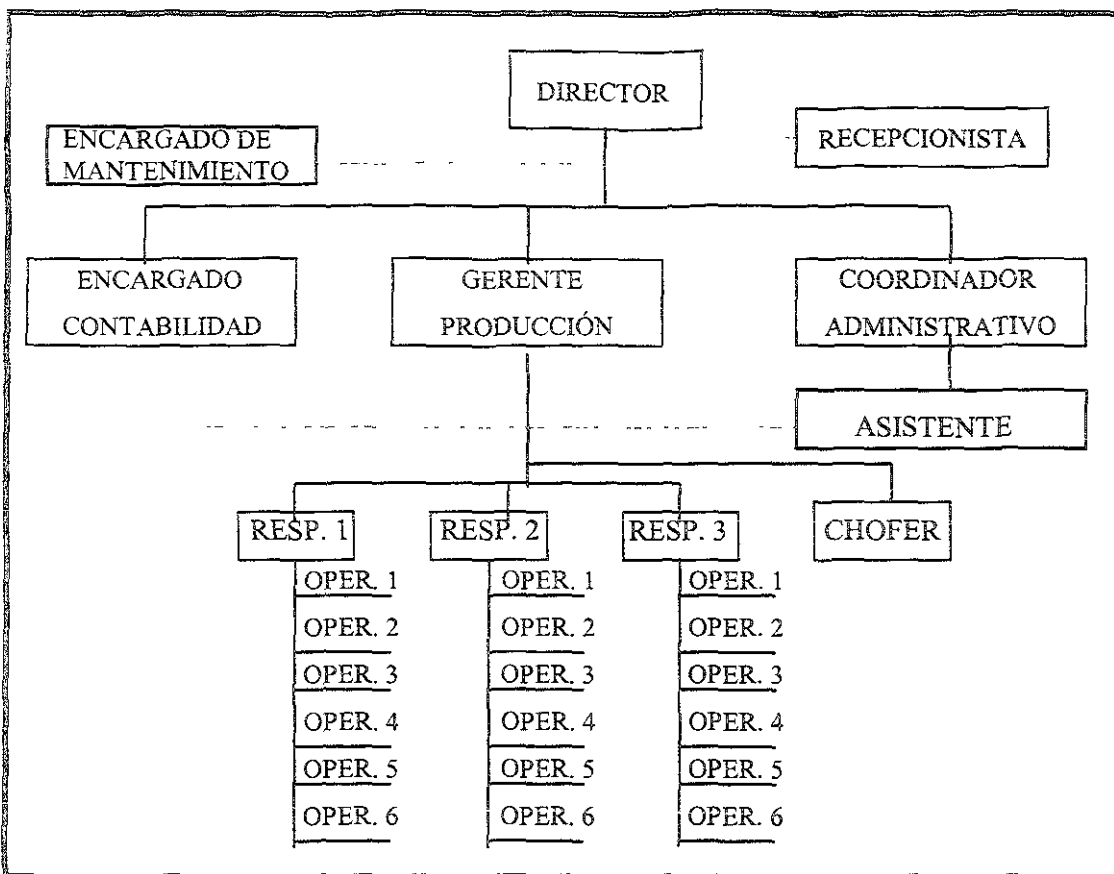 DIRECTOR
ENCARGADO DE
MANTENIMIENTO
RECEPCIONISTA
ENCARGADO
CONTABILIDAD
GERENTE
PRODUCCIÓN
COORDINADOR
ADMINISTRATIVO
ASISTENTE
RESP. 1
RESP. 2
RESP. 3
CHOFER
OPER. 1
OPER. 2
OPER. 3
OPER. 4
OPER. 5
OPER. 6
OPER. 1
OPER. 2
OPER. 3
OPER. 4
OPER. 5
OPER. 6
OPER. 1
OPER. 2
OPER. 3
OPER. 4
OPER. 5
OPER. 6